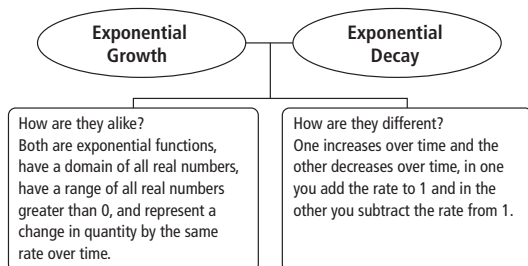 Exponential
Growth
Exponential
Decay
How are they alike?
Both are exponential functions,
have a domain of all real numbers,
have a range of all real numbers
greater than 0, and represent a
change in quantity by the same
rate over time.
How are they different?
One increases over time and the
other decreases over time, in one
you add the rate to 1 and in the
other you subtract the rate from 1.